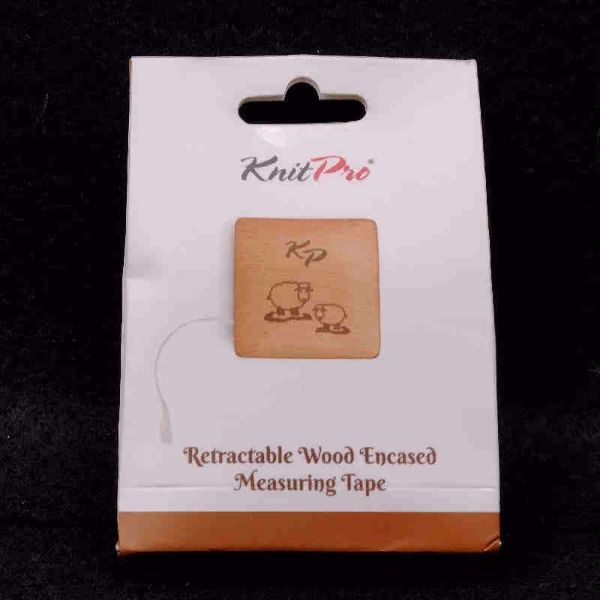 KnitPro®
KP
Retractable Wood Encased
Measuring Tape